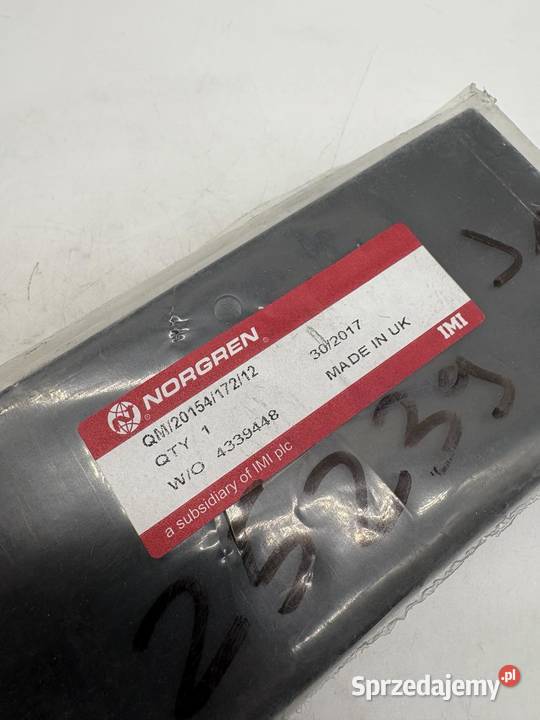 NORGREN®
IMI
QM/20154/172/12
30/2017
QTY 1
MADE IN UK
W/O 4339448
a subsidiary of IMI plc
25239
Sprzedajemy.pl